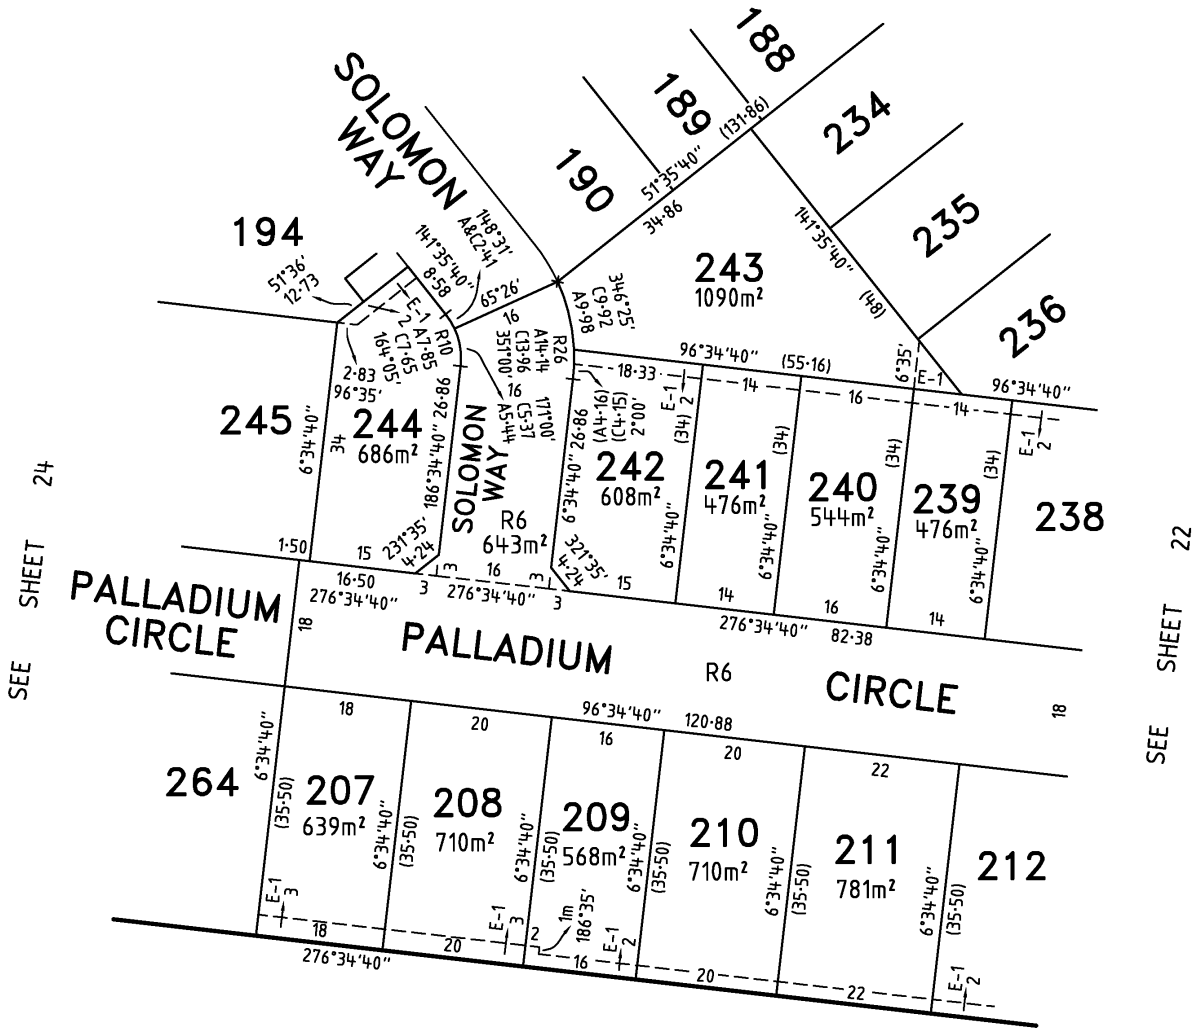 188
189
190
234
235
236
(131·86)
51°35'40"
34·86
SOLOMON
WAY
194
51°36'
12·73
141°35'40"
8·58
148°31'
A&C2·41
65°26'
16
346°25'
C9·92
A9·98
243
1090m²
141°35'40"
(48)
6°35'
E-1
96°34'40"
(55·16)
96°34'40"
E-1
2
A7·85
C7·65
164°05'
R10
A14·14
C13·96
351°00'
R26
16
171°00'
C5·37
A5·44
2·83
96°35'
245
6°34'40"
34
244
686m²
186°34'40"
26·86
SOLOMON
WAY
R6
643m²
6°34'40"
26·86
(A4·16)
(C4·15)
2°00'
18·33
E-1
2
(34)
242
608m²
6°34'40"
14
241
476m²
(34)
6°34'40"
16
240
544m²
(34)
6°34'40"
14
239
476m²
(34)
6°34'40"
E-1
2
238
1·50
15
231°35'
4·24
16·50
276°34'40"
3
3
16
276°34'40"
3
3
321°35'
4·24
15
14
16
14
276°34'40"
82·38
SEE SHEET 24
SEE SHEET 22
PALLADIUM
CIRCLE
18
PALLADIUM
R6
CIRCLE
18
96°34'40"
120·88
18
20
16
20
22
264
6°34'40"
(35·50)
207
639m²
6°34'40"
(35·50)
208
710m²
6°34'40"
(35·50)
209
568m²
6°34'40"
(35·50)
210
710m²
6°34'40"
(35·50)
211
781m²
6°34'40"
(35·50)
212
E-1
3
E-1
3
2
1m
186°35'
E-1
2
E-1
2
18
20
16
20
22
276°34'40"